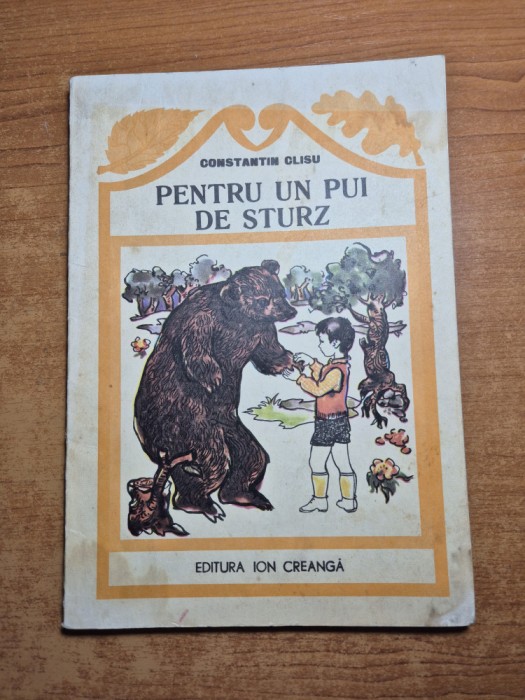 CONSTANTIN CLISU
PENTRU UN PUI
DE STURZ
EDITURA ION CREANGĂ